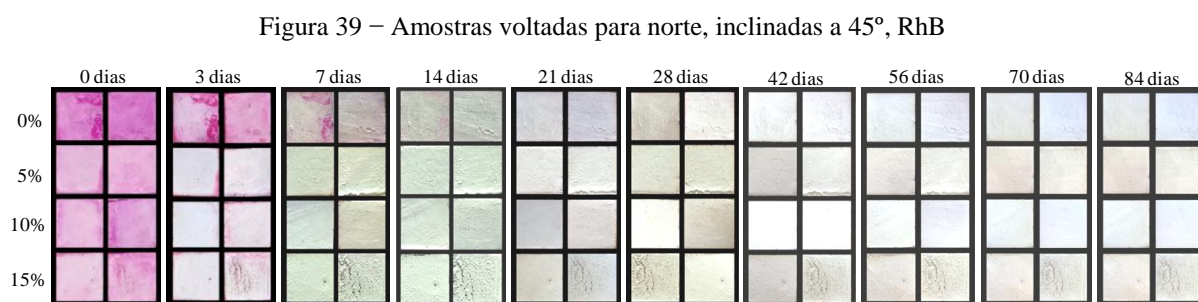 Figura 39 − Amostras voltadas para norte, inclinadas a 45º, RhB
0 dias 3 dias 7 dias 14 dias 21 dias 28 dias 42 dias 56 dias 70 dias 84 dias
0%
5%
10%
15%